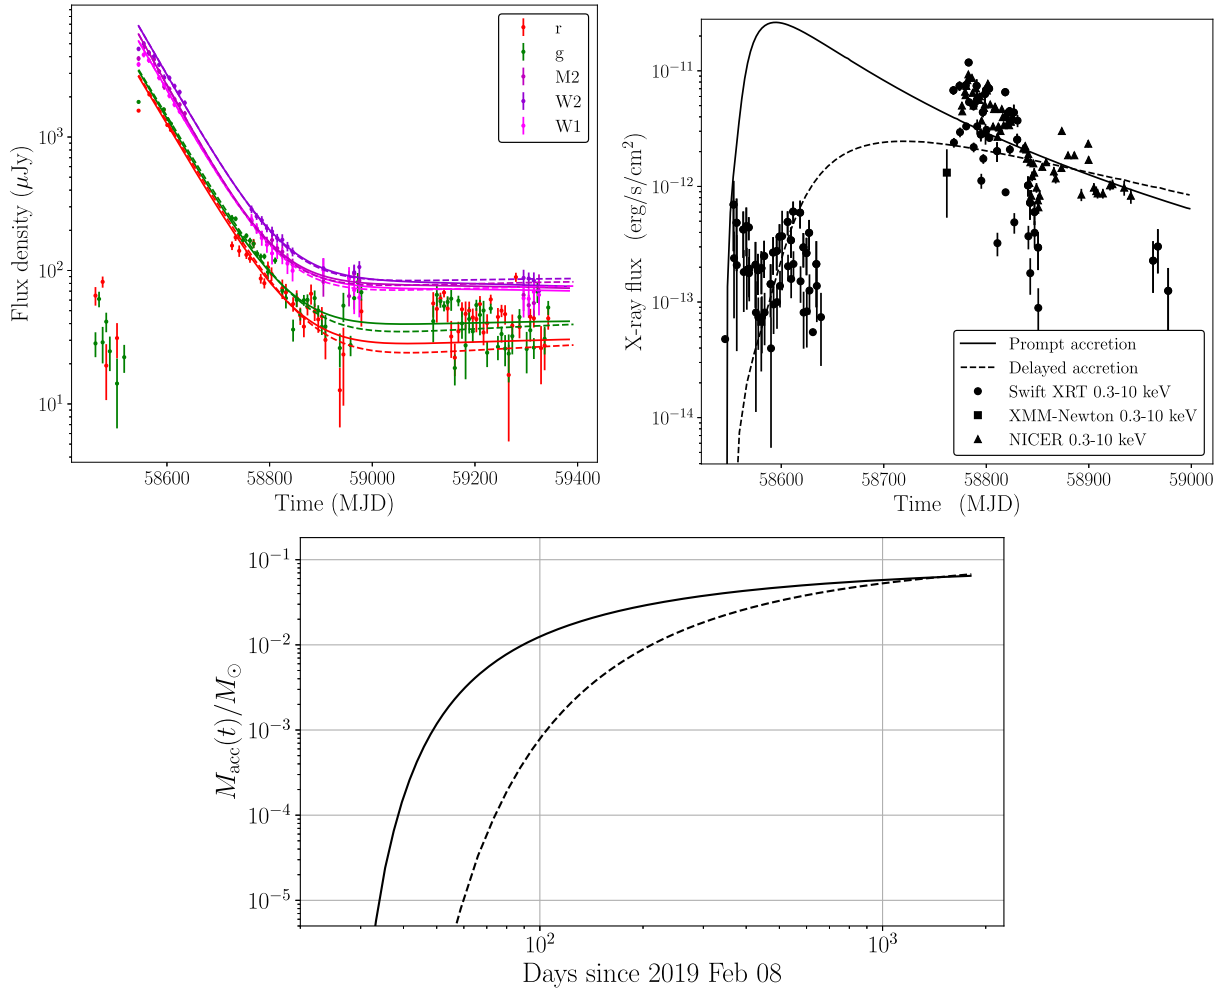 Flux density (μJy)
10³
10²
10¹
58600 58800 59000 59200 59400
Time (MJD)
r
g
M2
W2
W1
X-ray flux (erg/s/cm²)
10⁻¹¹
10⁻¹²
10⁻¹³
10⁻¹⁴
58600 58700 58800 58900 59000
Time (MJD)
Prompt accretion
Delayed accretion
Swift XRT 0.3-10 keV
XMM-Newton 0.3-10 keV
NICER 0.3-10 keV
M_acc(t)/M_⊙
10⁻¹
10⁻²
10⁻³
10⁻⁴
10⁻⁵
10² 10³
Days since 2019 Feb 08